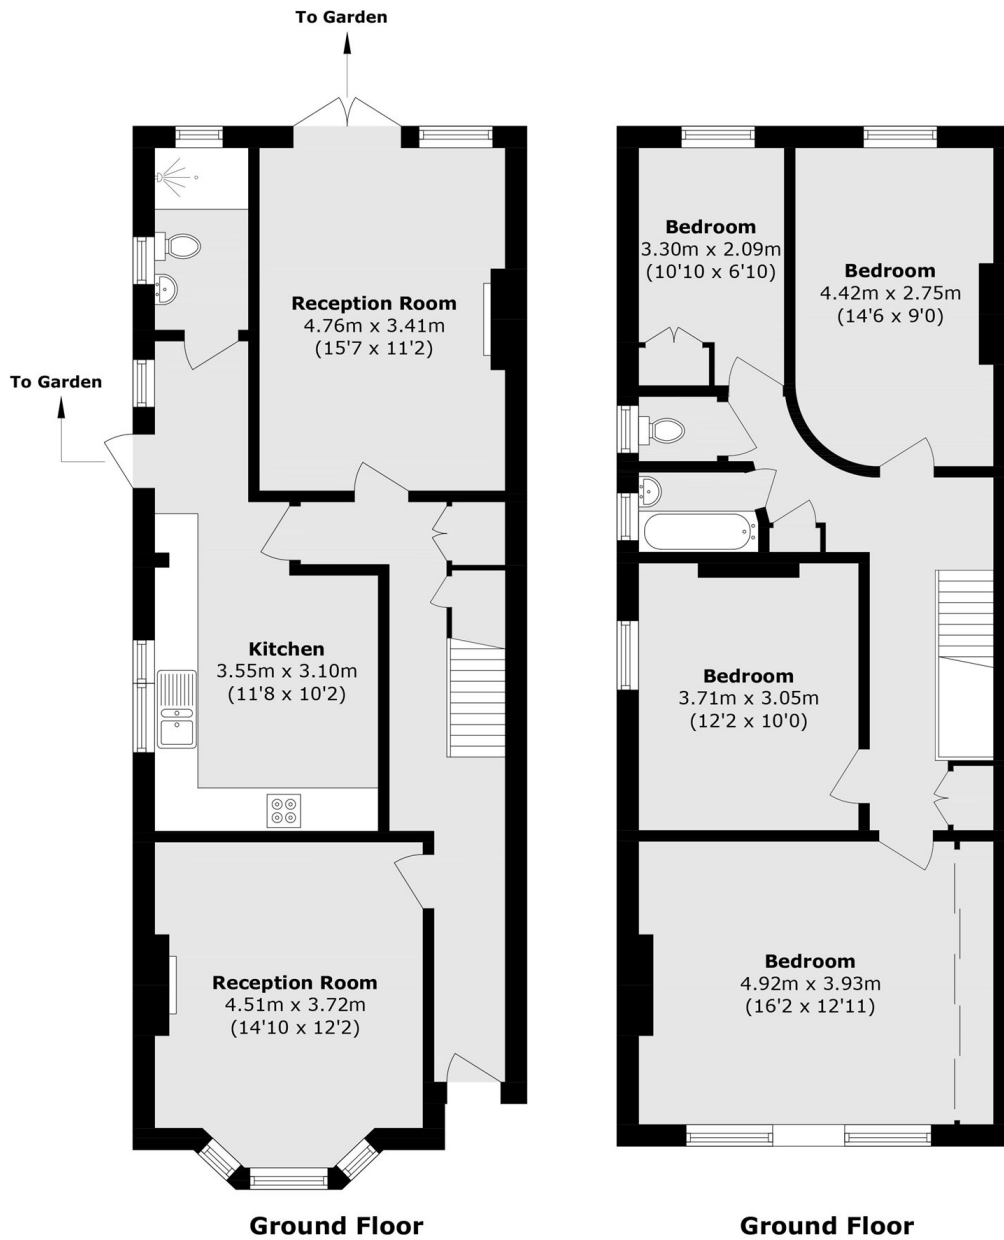 To Garden
Reception Room
4.76m x 3.41m
(15'7 x 11'2)
To Garden
Kitchen
3.55m x 3.10m
(11'8 x 10'2)
Reception Room
4.51m x 3.72m
(14'10 x 12'2)
Ground Floor
Bedroom
3.30m x 2.09m
(10'10 x 6'10)
Bedroom
4.42m x 2.75m
(14'6 x 9'0)
Bedroom
3.71m x 3.05m
(12'2 x 10'0)
Bedroom
4.92m x 3.93m
(16'2 x 12'11)
Ground Floor